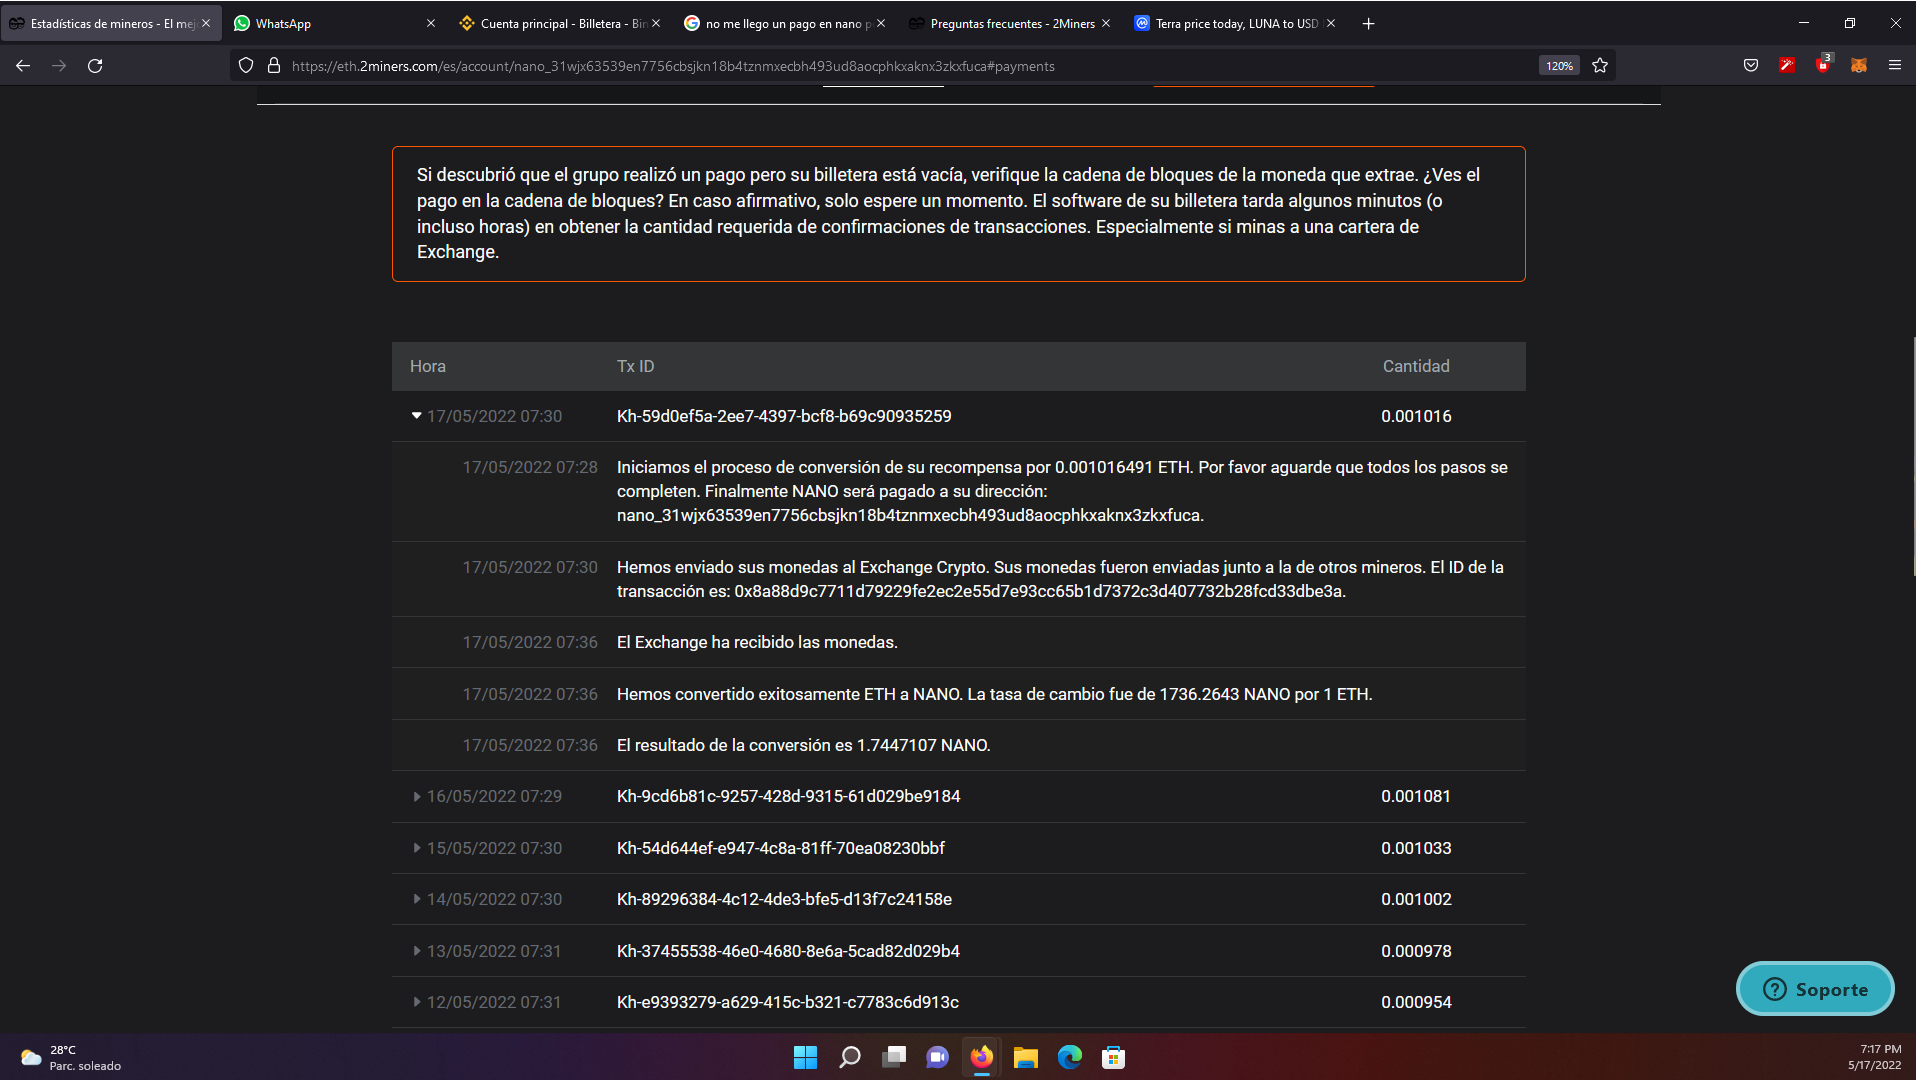 Estadísticas de mineros - El mej
WhatsApp
Cuenta principal - Billetera - Bin
no me llego un pago en nano p
Preguntas frecuentes - 2Miners
Terra price today, LUNA to USD
https://eth.2miners.com/es/account/nano_31wjx63539en7756cbsjkn18b4tznmxecbh493ud8aocphkxaknx3zkxfuca#payments
120%
3
Si descubrió que el grupo realizó un pago pero su billetera está vacía, verifique la cadena de bloques de la moneda que extrae. ¿Ves el
pago en la cadena de bloques? En caso afirmativo, solo espere un momento. El software de su billetera tarda algunos minutos (o
incluso horas) en obtener la cantidad requerida de confirmaciones de transacciones. Especialmente si minas a una cartera de
Exchange.
Hora Tx ID Cantidad
17/05/2022 07:30 Kh-59d0ef5a-2ee7-4397-bcf8-b69c90935259 0.001016
17/05/2022 07:28 Iniciamos el proceso de conversión de su recompensa por 0.001016491 ETH. Por favor aguarde que todos los pasos se
completen. Finalmente NANO será pagado a su dirección:
nano_31wjx63539en7756cbsjkn18b4tznmxecbh493ud8aocphkxaknx3zkxfuca.
17/05/2022 07:30 Hemos enviado sus monedas al Exchange Crypto. Sus monedas fueron enviadas junto a la de otros mineros. El ID de la
transacción es: 0x8a88d9c7711d79229fe2ec2e55d7e93cc65b1d7372c3d407732b28fcd33dbe3a.
17/05/2022 07:36 El Exchange ha recibido las monedas.
17/05/2022 07:36 Hemos convertido exitosamente ETH a NANO. La tasa de cambio fue de 1736.2643 NANO por 1 ETH.
17/05/2022 07:36 El resultado de la conversión es 1.7447107 NANO.
16/05/2022 07:29 Kh-9cd6b81c-9257-428d-9315-61d029be9184 0.001081
15/05/2022 07:30 Kh-54d644ef-e947-4c8a-81ff-70ea08230bbf 0.001033
14/05/2022 07:30 Kh-89296384-4c12-4de3-bfe5-d13f7c24158e 0.001002
13/05/2022 07:31 Kh-37455538-46e0-4680-8e6a-5cad82d029b4 0.000978
12/05/2022 07:31 Kh-e9393279-a629-415c-b321-c7783c6d913c 0.000954
Soporte
28°C
Parc. soleado
7:17 PM
5/17/2022